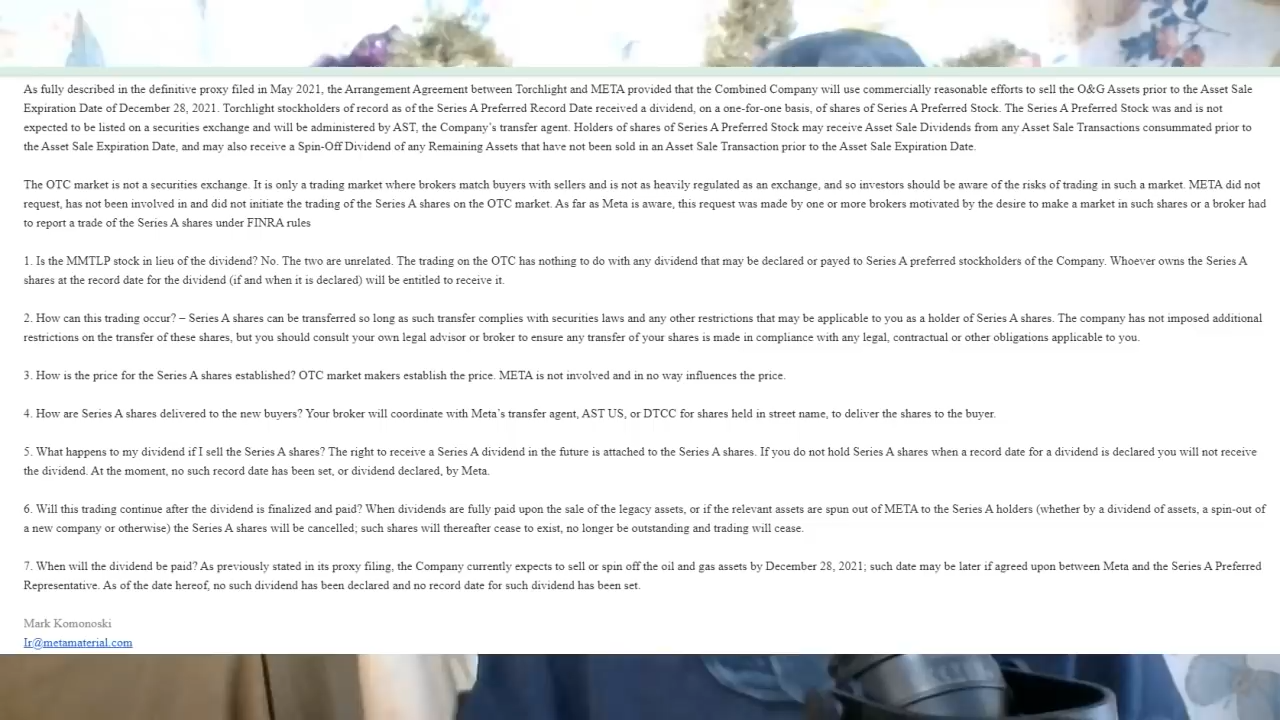 As fully described in the definitive proxy filed in May 2021, the Arrangement Agreement between Torchlight and META provided that the Combined Company will use commercially reasonable efforts to sell the O&G Assets prior to the Asset Sale
Expiration Date of December 28, 2021. Torchlight stockholders of record as of the Series A Preferred Record Date received a dividend, on a one-for-one basis, of shares of Series A Preferred Stock. The Series A Preferred Stock was and is not
expected to be listed on a securities exchange and will be administered by AST, the Company's transfer agent. Holders of shares of Series A Preferred Stock may receive Asset Sale Dividends from any Asset Sale Transactions consummated prior to
the Asset Sale Expiration Date, and may also receive a Spin-Off Dividend of any Remaining Assets that have not been sold in an Asset Sale Transaction prior to the Asset Sale Expiration Date.
The OTC market is not a securities exchange. It is only a trading market where brokers match buyers with sellers and is not as heavily regulated as an exchange, and so investors should be aware of the risks of trading in such a market. META did not
request, has not been involved in and did not initiate the trading of the Series A shares on the OTC market. As far as Meta is aware, this request was made by one or more brokers motivated by the desire to make a market in such shares or a broker had
to report a trade of the Series A shares under FINRA rules
1. Is the MMTLP stock in lieu of the dividend? No. The two are unrelated. The trading on the OTC has nothing to do with any dividend that may be declared or payed to Series A preferred stockholders of the Company. Whoever owns the Series A
shares at the record date for the dividend (if and when it is declared) will be entitled to receive it.
2. How can this trading occur? – Series A shares can be transferred so long as such transfer complies with securities laws and any other restrictions that may be applicable to you as a holder of Series A shares. The company has not imposed additional
restrictions on the transfer of these shares, but you should consult your own legal advisor or broker to ensure any transfer of your shares is made in compliance with any legal, contractual or other obligations applicable to you.
3. How is the price for the Series A shares established? OTC market makers establish the price. META is not involved and in no way influences the price.
4. How are Series A shares delivered to the new buyers? Your broker will coordinate with Meta's transfer agent, AST US, or DTCC for shares held in street name, to deliver the shares to the buyer.
5. What happens to my dividend if I sell the Series A shares? The right to receive a Series A dividend in the future is attached to the Series A shares. If you do not hold Series A shares when a record date for a dividend is declared you will not receive
the dividend. At the moment, no such record date has been set, or dividend declared, by Meta.
6. Will this trading continue after the dividend is finalized and paid? When dividends are fully paid upon the sale of the legacy assets, or if the relevant assets are spun out of META to the Series A holders (whether by a dividend of assets, a spin-out of
a new company or otherwise) the Series A shares will be cancelled; such shares will thereafter cease to exist, no longer be outstanding and trading will cease.
7. When will the dividend be paid? As previously stated in its proxy filing, the Company currently expects to sell or spin off the oil and gas assets by December 28, 2021; such date may be later if agreed upon between Meta and the Series A Preferred
Representative. As of the date hereof, no such dividend has been declared and no record date for such dividend has been set.
Mark Komonoski
Ir@metamaterial.com